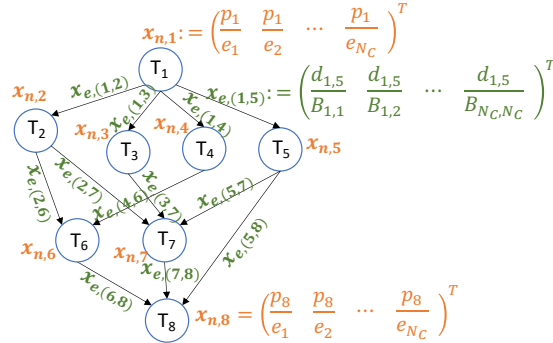 x_{n,1}: = (p_1/e_1 p_1/e_2 ⋯ p_1/e_{N_C})^T
T_1
x_{e,(1,2)} x_{e,(1,3)} x_{e,(1,4)} x_{e,(1,5)}: = (d_{1,5}/B_{1,1} d_{1,5}/B_{1,2} ⋯ d_{1,5}/B_{N_C,N_C})^T
x_{n,2} x_{n,3} x_{n,4}
T_2 T_3 T_4 T_5 x_{n,5}
x_{e,(2,6)} x_{e,(2,7)} x_{e,(4,6)} x_{e,(3,7)} x_{e,(5,7)} x_{e,(5,8)}
x_{n,6} T_6 x_{n,7} T_7
x_{e,(6,8)} x_{e,(7,8)}
T_8 x_{n,8} = (p_8/e_1 p_8/e_2 ⋯ p_8/e_{N_C})^T